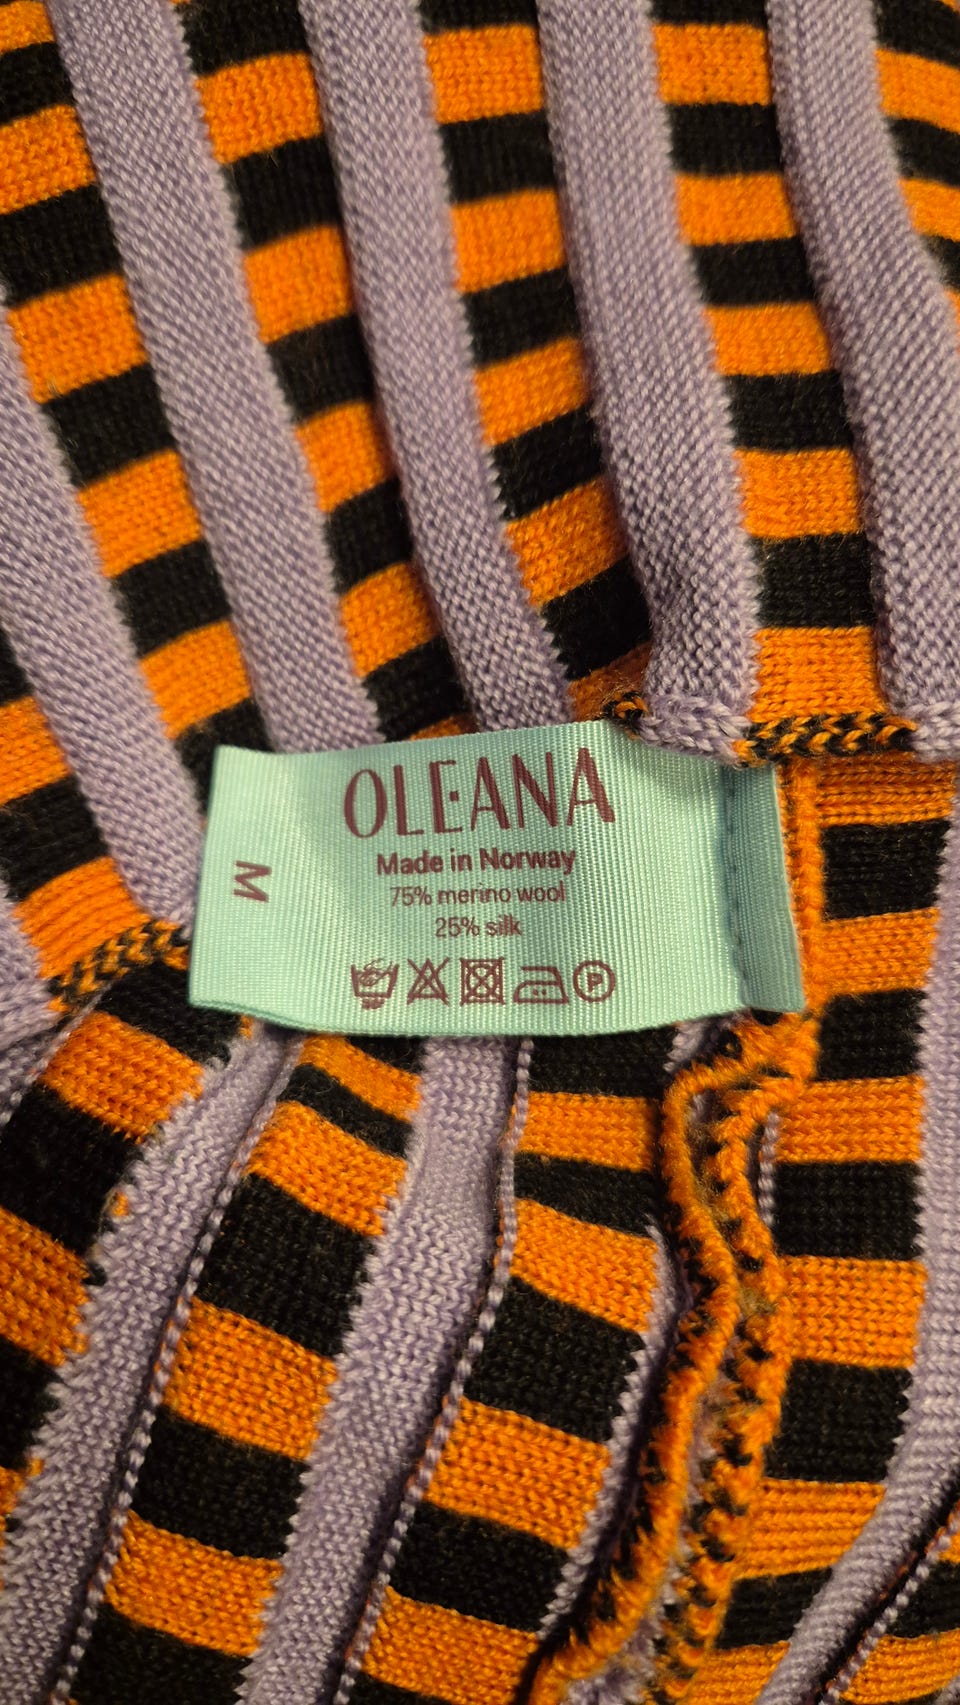 OLEANA
Made in Norway
75% merino wool
25% silk
M
P